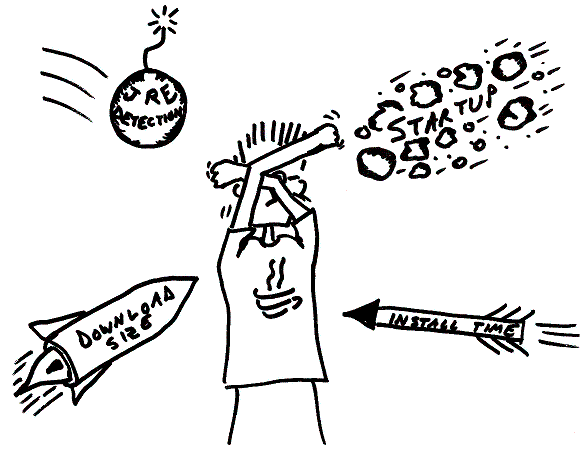 JRE
DETECTION
STARTUP
DOWNLOAD
SIZE
INSTALL TIME